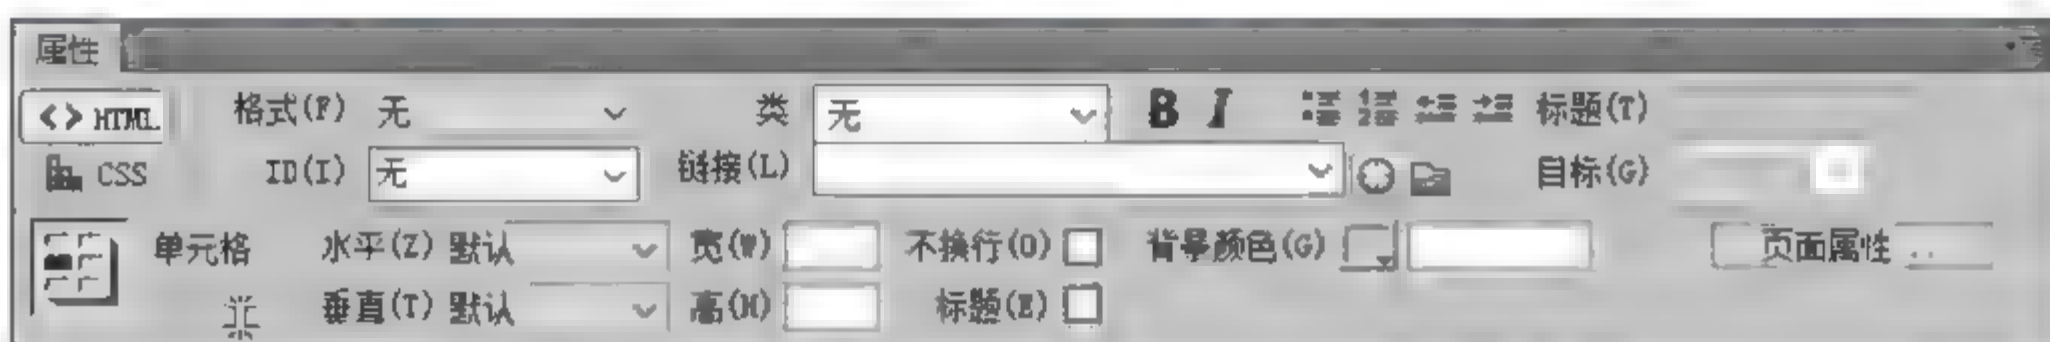 属性
<> HTML 格式(F) 无 类 无 B I 标题(T)
CSS ID(I) 无 链接(L) 目标(G)
单元格 水平(Z) 默认 宽(W) 不换行(O) 背景颜色(G) 页面属性...
垂直(T) 默认 高(H) 标题(E)